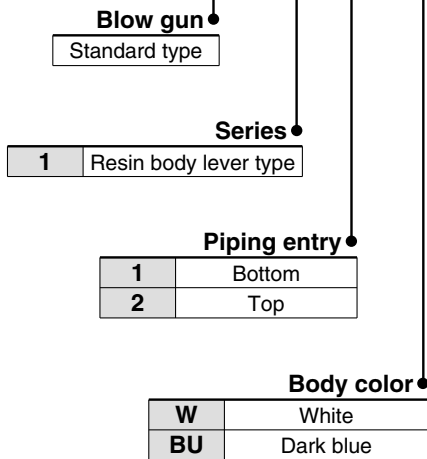 Blow gun
Standard type
Series
1 Resin body lever type
Piping entry
1 Bottom
2 Top
Body color
W White
BU Dark blue